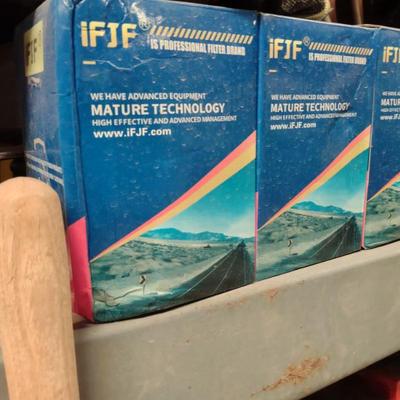 iFJF
iFJF®
IS PROFESSIONAL FILTER BRAND
WE HAVE ADVANCED EQUIPMENT
MATURE TECHNOLOGY
HIGH EFFECTIVE AND ADVANCED MANAGEMENT
www.iFJF.com
iFJF®
IS PROFESSIONAL FILTER BRAND
WE HAVE ADVANCED EQUIPMENT
MATURE TECHNOLOGY
HIGH EFFECTIVE AND ADVANCED MANAGEMENT
www.iFJF.com